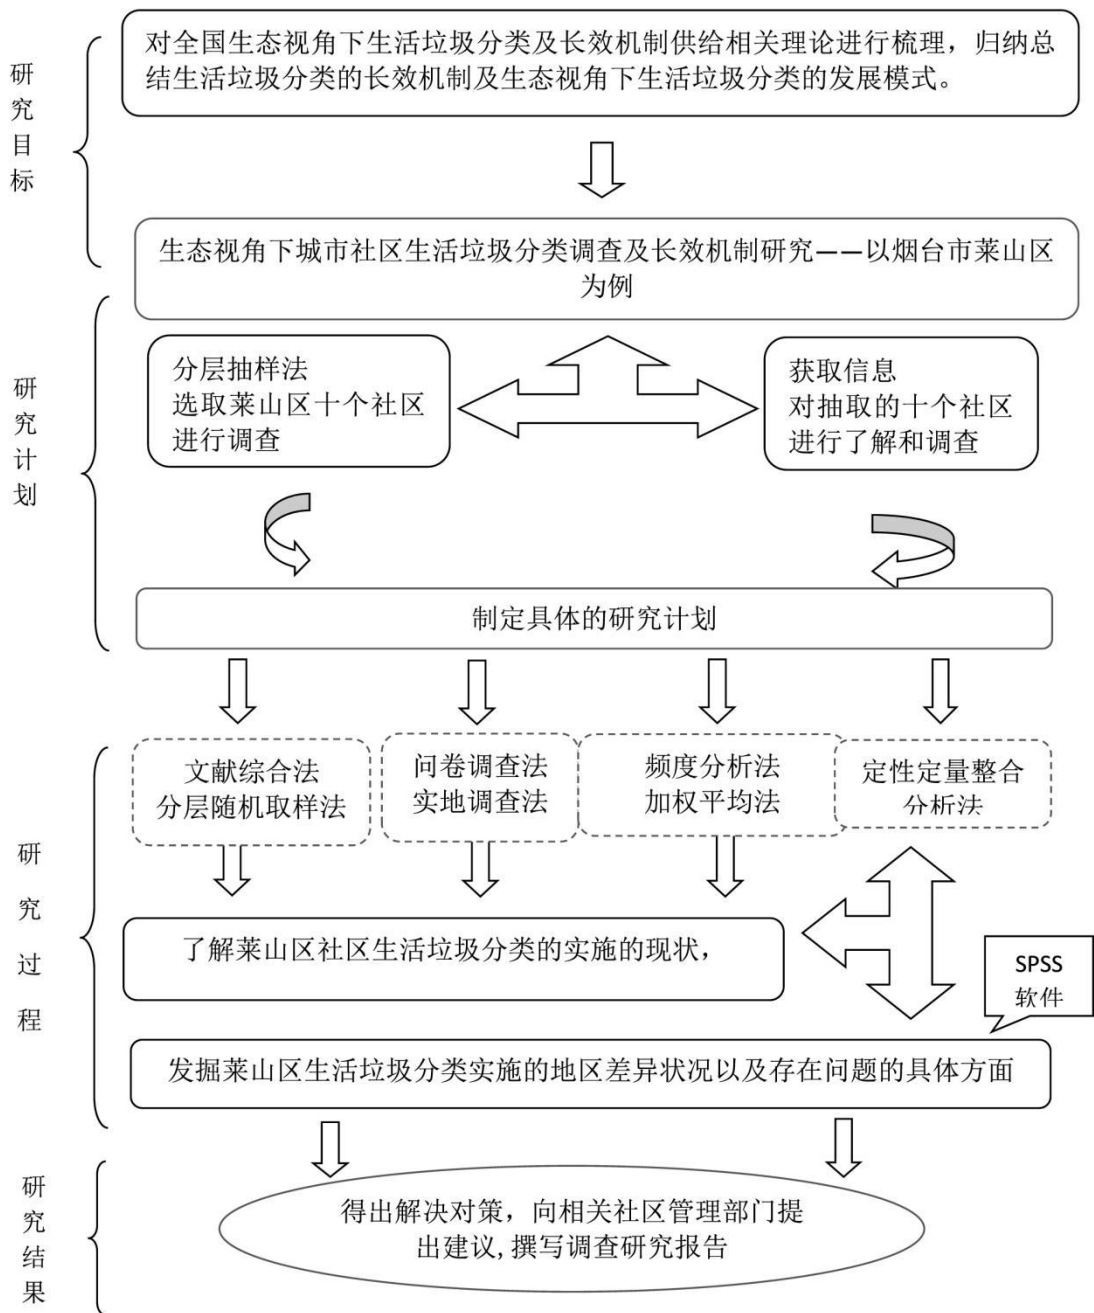 研究目标
对全国生态视角下生活垃圾分类及长效机制供给相关理论进行梳理，归纳总
结生活垃圾分类的长效机制及生态视角下生活垃圾分类的发展模式。
生态视角下城市社区生活垃圾分类调查及长效机制研究——以烟台市莱山区
为例
研究计划
分层抽样法
选取莱山区十个社区
进行调查
获取信息
对抽取的十个社区
进行了解和调查
制定具体的研究计划
研究过程
文献综合法
分层随机取样法
问卷调查法
实地调查法
频度分析法
加权平均法
定性定量整合
分析法
了解莱山区社区生活垃圾分类的实施的现状，
SPSS
软件
发掘莱山区生活垃圾分类实施的地区差异状况以及存在问题的具体方面
研究结果
得出解决对策，向相关社区管理部门提
出建议,撰写调查研究报告